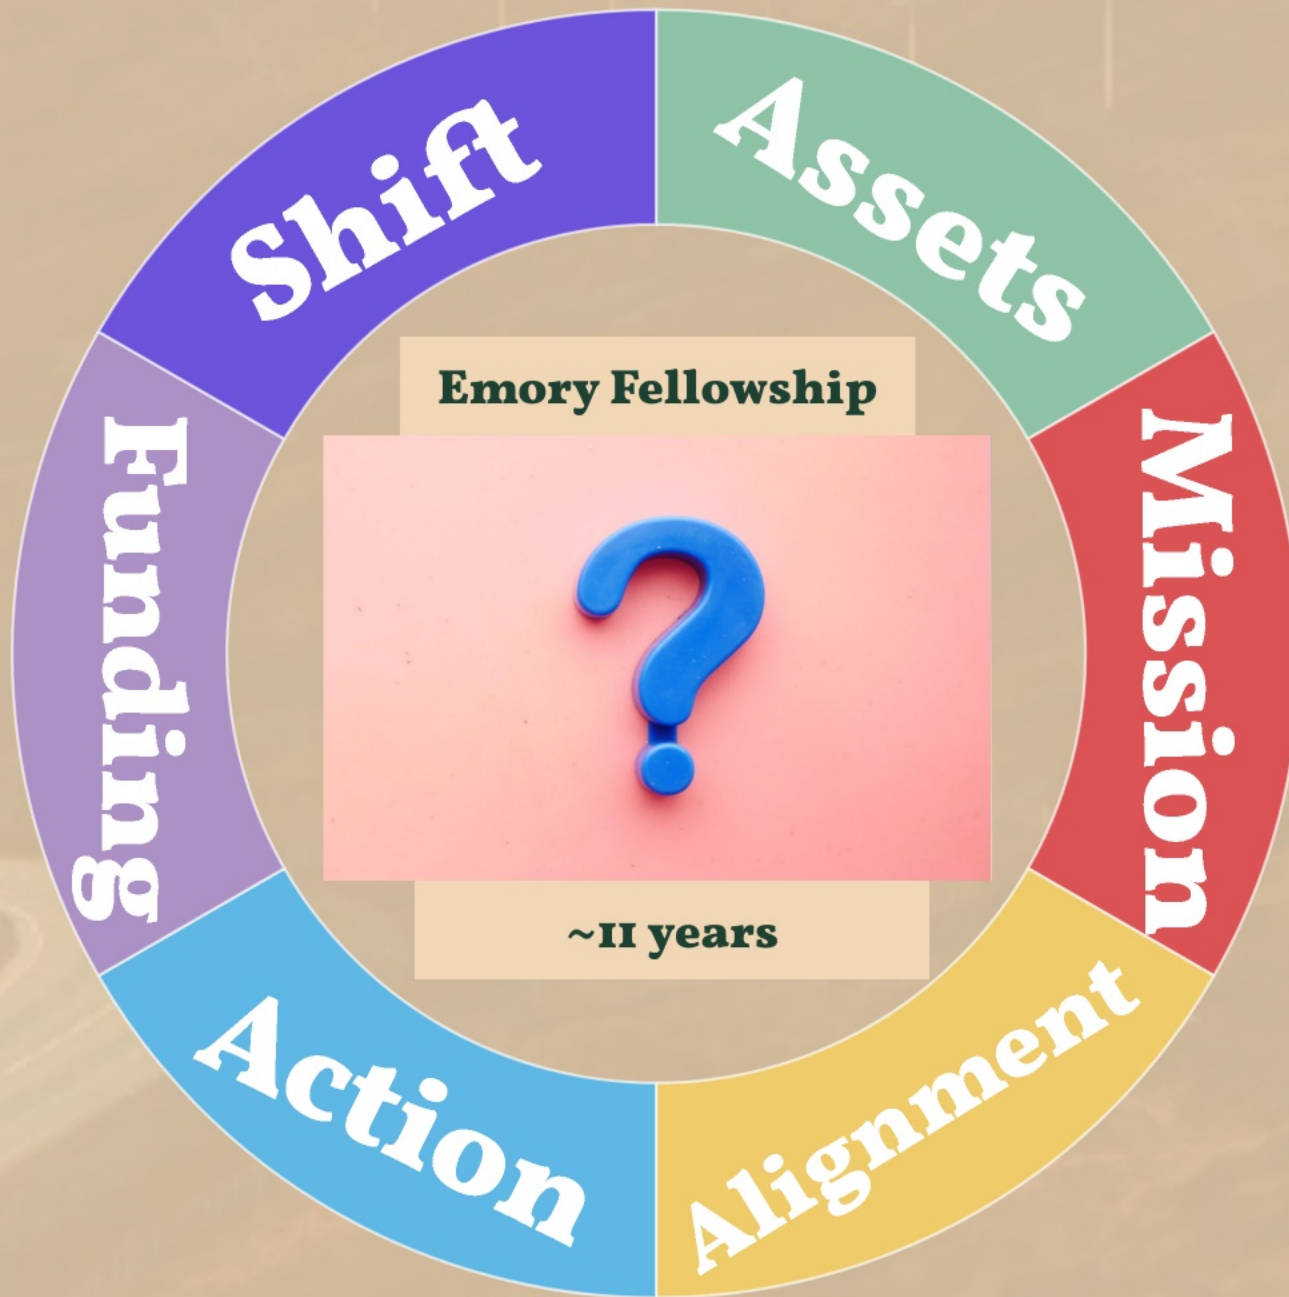 Shift
Assets
Mission
Alignment
Action
Funding
Emory Fellowship
?
~11 years